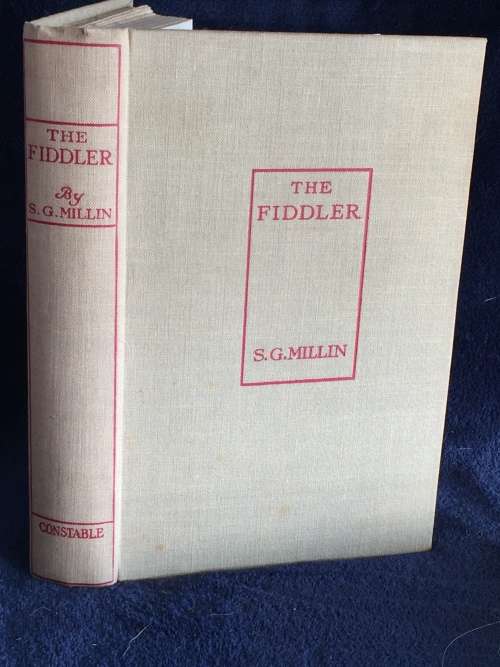 THE
FIDDLER
By
S. G. MILLIN
CONSTABLE
THE
FIDDLER
S. G. MILLIN